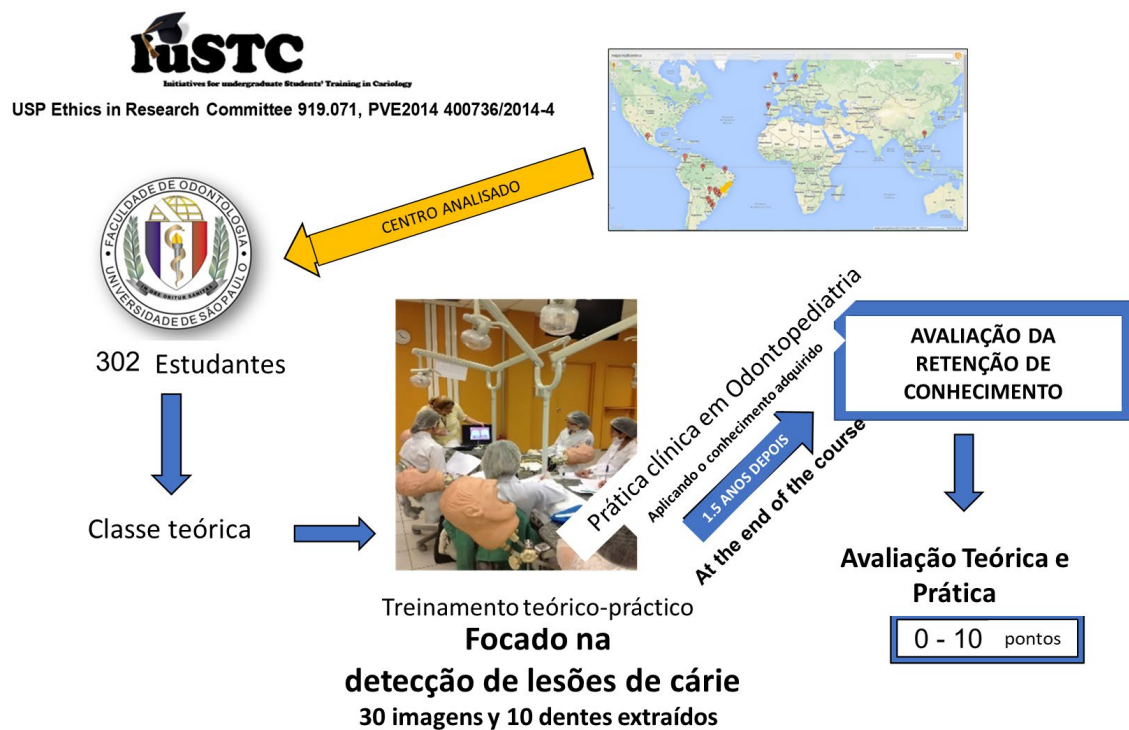 IuSTC
Initiatives for undergraduate Students' Training in Cariology
USP Ethics in Research Committee 919.071, PVE2014 400736/2014-4
CENTRO ANALISADO
FACULDADE DE ODONTOLOGIA
UNIVERSIDADE DE SÃO PAULO
302 Estudantes
Classe teórica
Treinamento teórico-práctico
Focado na
detecção de lesões de cárie
30 imagens y 10 dentes extraídos
Prática clínica em Odontopediatria
Aplicando o conhecimento adquirido
1.5 ANOS DEPOIS
At the end of the course
AVALIAÇÃO DA
RETENÇÃO DE
CONHECIMENTO
Avaliação Teórica e
Prática
0 - 10 pontos